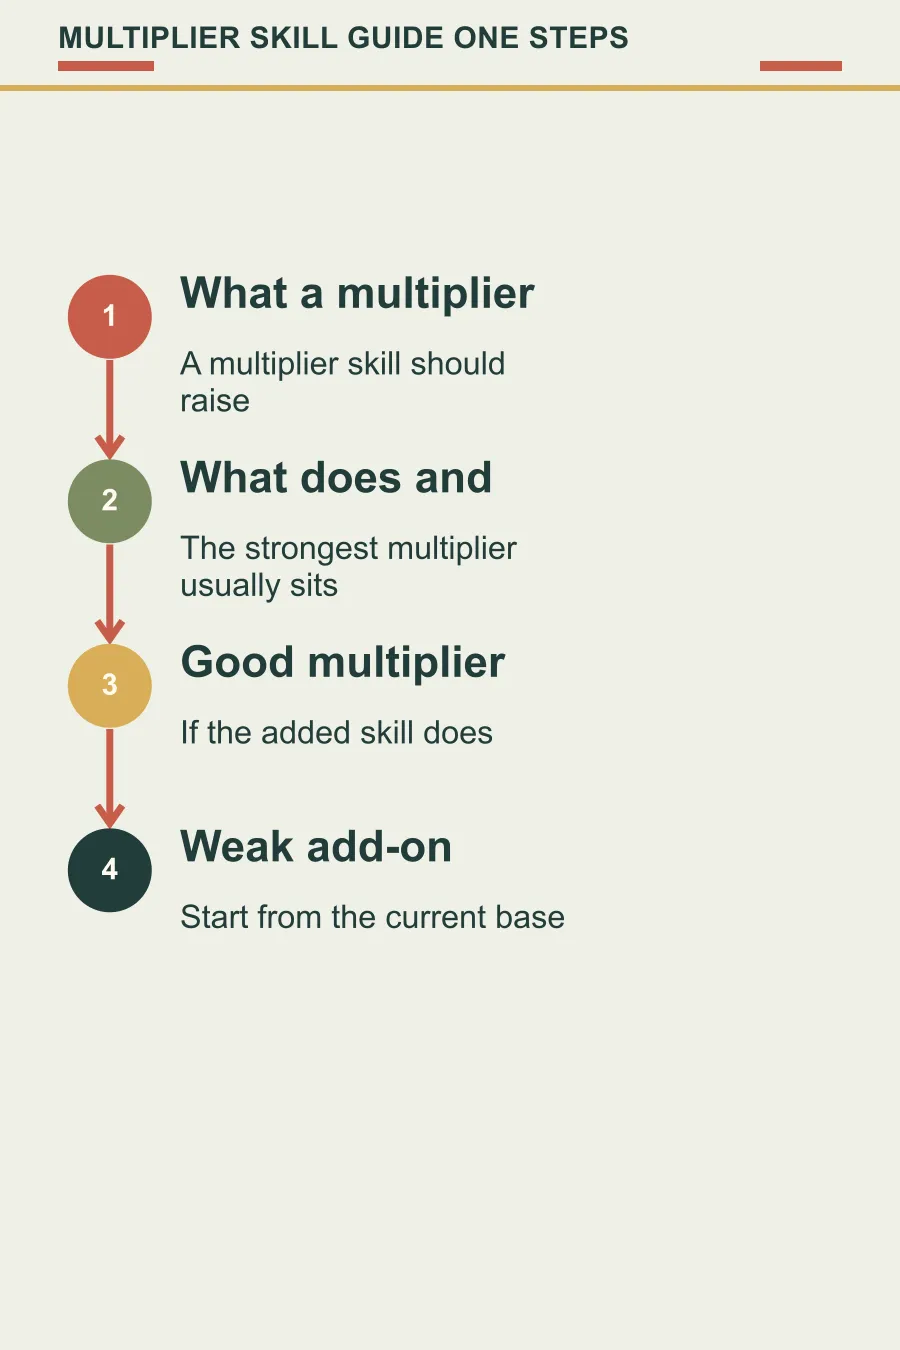 MULTIPLIER SKILL GUIDE ONE STEPS
1
What a multiplier
A multiplier skill should
raise
2
What does and
The strongest multiplier
usually sits
3
Good multiplier
If the added skill does
4
Weak add-on
Start from the current base